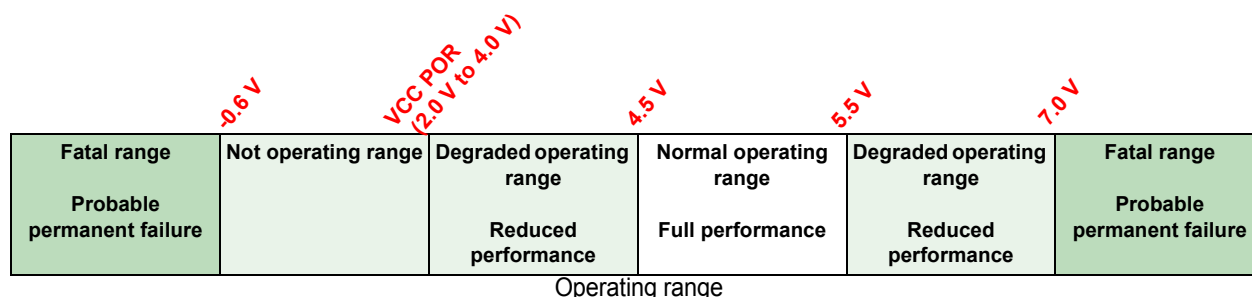 -0.6 V
VCC POR
(2.0 V to 4.0 V)
4.5 V
5.5 V
7.0 V
Fatal range
Probable
permanent failure
Not operating range
Degraded operating
range
Reduced
performance
Normal operating
range
Full performance
Degraded operating
range
Reduced
performance
Fatal range
Probable
permanent failure
Operating range